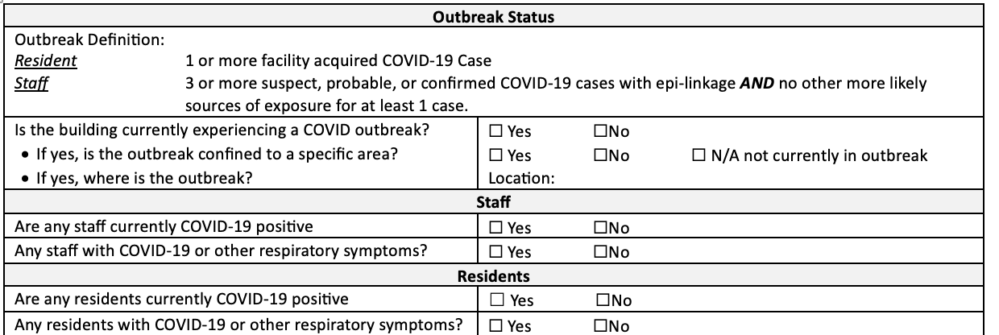 Outbreak Status
Outbreak Definition:
Resident 1 or more facility acquired COVID-19 Case
Staff 3 or more suspect, probable, or confirmed COVID-19 cases with epi-linkage AND no other more likely
sources of exposure for at least 1 case.
Is the building currently experiencing a COVID outbreak? ☐ Yes ☐No
• If yes, is the outbreak confined to a specific area? ☐ Yes ☐No ☐ N/A not currently in outbreak
• If yes, where is the outbreak? Location:
Staff
Are any staff currently COVID-19 positive ☐ Yes ☐No
Any staff with COVID-19 or other respiratory symptoms? ☐ Yes ☐No
Residents
Are any residents currently COVID-19 positive ☐ Yes ☐No
Any residents with COVID-19 or other respiratory symptoms? ☐ Yes ☐No